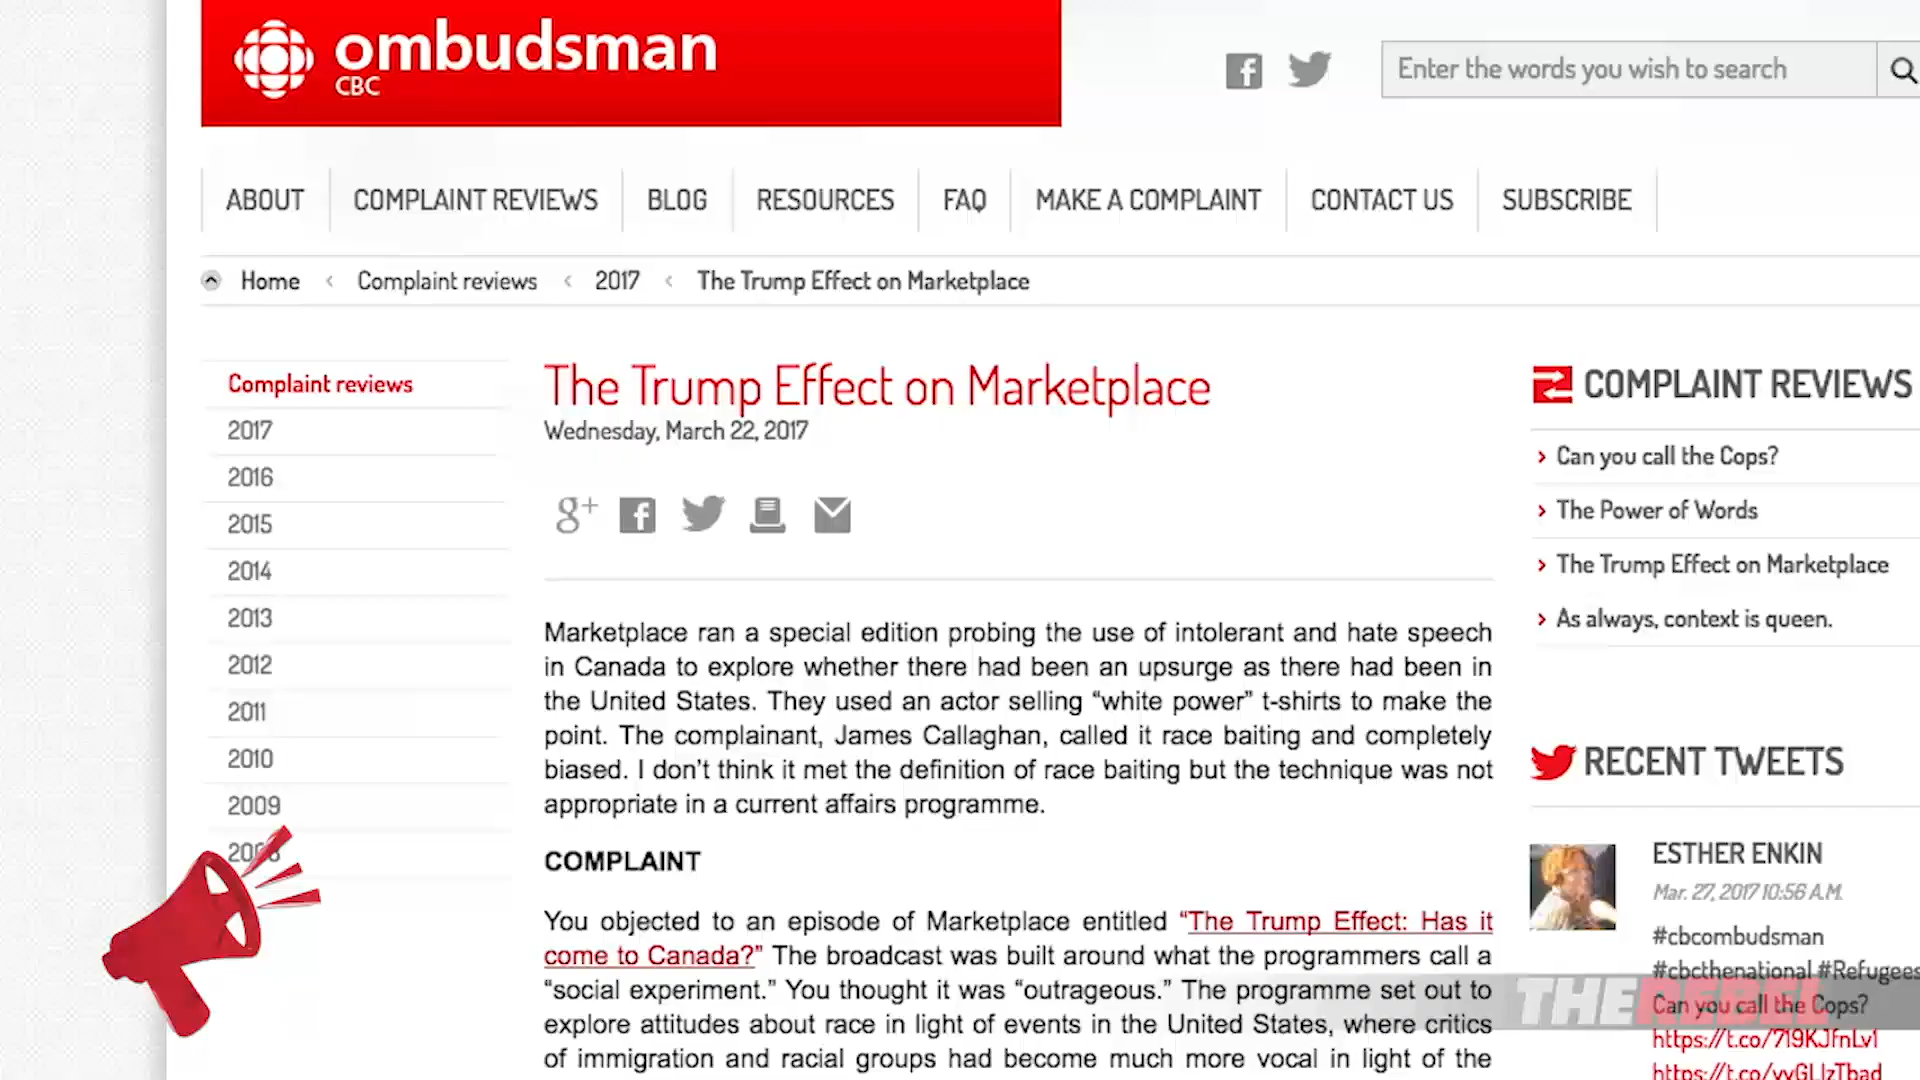 ombudsman
CBC
Enter the words you wish to search
ABOUT
COMPLAINT REVIEWS
BLOG
RESOURCES
FAQ
MAKE A COMPLAINT
CONTACT US
SUBSCRIBE
Home
Complaint reviews
2017
The Trump Effect on Marketplace
Complaint reviews
2017
2016
2015
2014
2013
2012
2011
2010
2009
2008
The Trump Effect on Marketplace
Wednesday, March 22, 2017
g+
Marketplace ran a special edition probing the use of intolerant and hate speech
in Canada to explore whether there had been an upsurge as there had been in
the United States. They used an actor selling “white power” t-shirts to make the
point. The complainant, James Callaghan, called it race baiting and completely
biased. I don’t think it met the definition of race baiting but the technique was not
appropriate in a current affairs programme.
COMPLAINT
You objected to an episode of Marketplace entitled “The Trump Effect: Has it
come to Canada?” The broadcast was built around what the programmers call a
“social experiment.” You thought it was “outrageous.” The programme set out to
explore attitudes about race in light of events in the United States, where critics
of immigration and racial groups had become much more vocal in light of the
COMPLAINT REVIEWS
Can you call the Cops?
The Power of Words
The Trump Effect on Marketplace
As always, context is queen.
RECENT TWEETS
ESTHER ENKIN
Mar. 27, 2017 10:56 A.M.
#cbcombudsman
#cbcthenational #Refugees
Can you call the Cops?
https://t.co/719KJfnLv1
THE REBEL